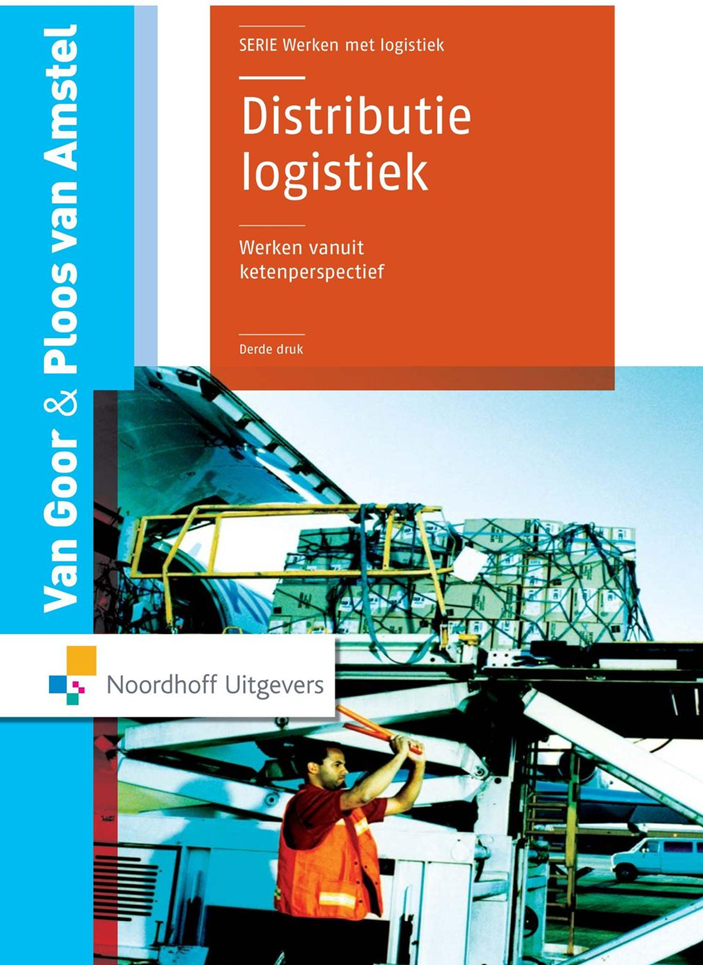 Van Goor & Ploos van Amstel
SERIE Werken met logistiek
Distributie
logistiek
Werken vanuit
ketenperspectief
Derde druk
Noordhoff Uitgevers